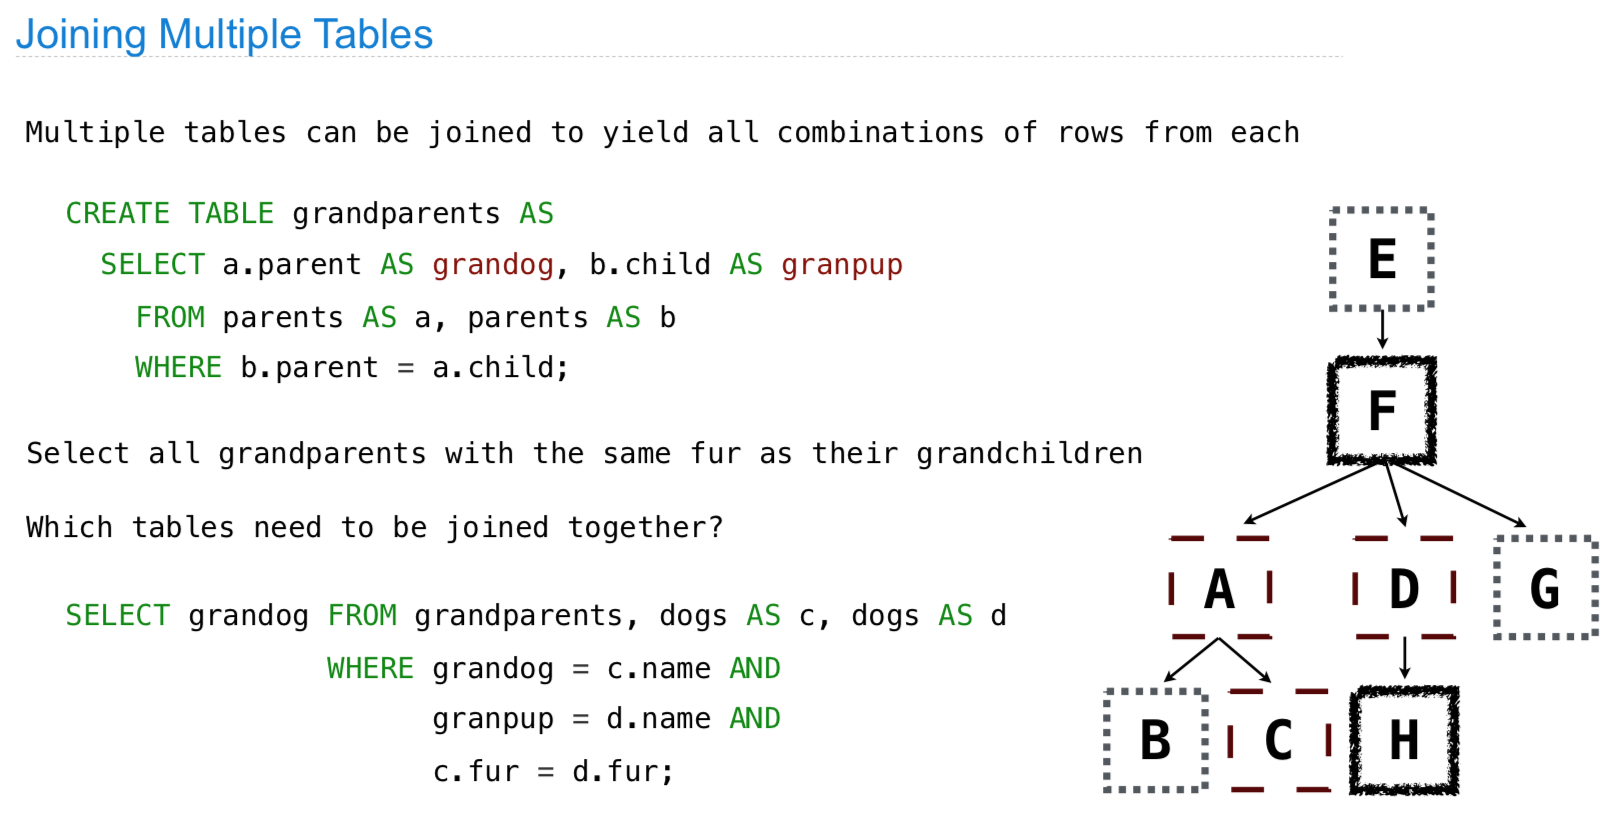 Joining Multiple Tables
Multiple tables can be joined to yield all combinations of rows from each
CREATE TABLE grandparents AS
SELECT a.parent AS grandog, b.child AS granpup
FROM parents AS a, parents AS b
WHERE b.parent = a.child;
Select all grandparents with the same fur as their grandchildren
Which tables need to be joined together?
SELECT grandog FROM grandparents, dogs AS c, dogs AS d
WHERE grandog = c.name AND
granpup = d.name AND
c.fur = d.fur;
E
F
A D G
B C H